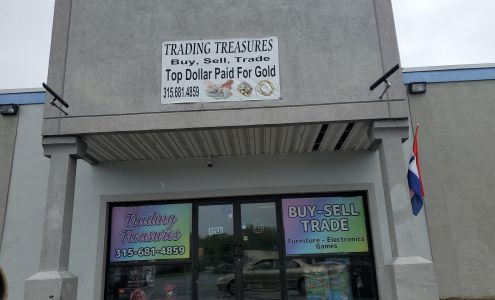 TRADING TREASURES
Buy, Sell, Trade
Top Dollar Paid For Gold
315.681.4859
Trading
Treasures
315-681-4859
BUY-SELL
TRADE
Furniture - Electronics
Games